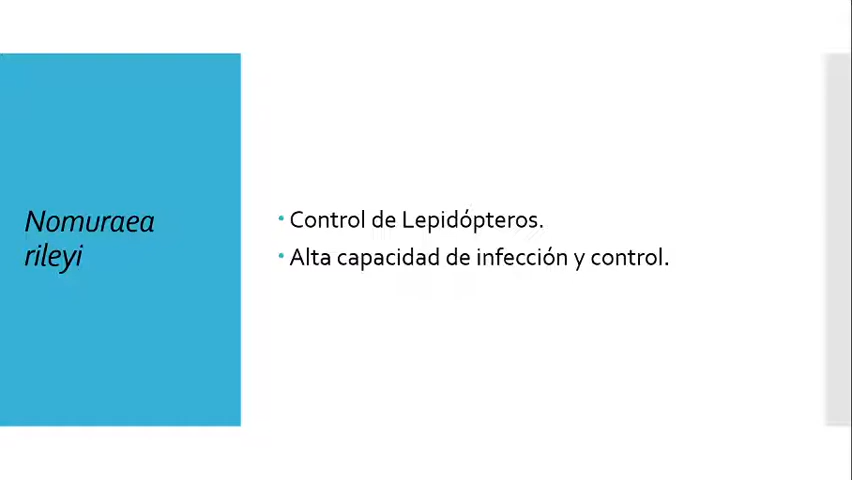 Nomuraea
rileyi
• Control de Lepidópteros.
• Alta capacidad de infección y control.